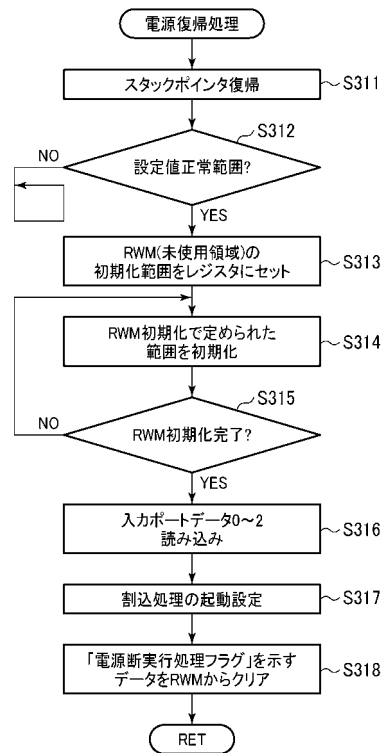 電源復帰処理
スタックポインタ復帰
S311
S312
設定値正常範囲?
NO
YES
RWM(未使用領域)の
初期化範囲をレジスタにセット
S313
RWM初期化で定められた
範囲を初期化
S314
S315
RWM初期化完了?
NO
YES
入力ポートデータ0～2
読み込み
S316
割込処理の起動設定
S317
「電源断実行処理フラグ」を示す
データをRWMからクリア
S318
RET